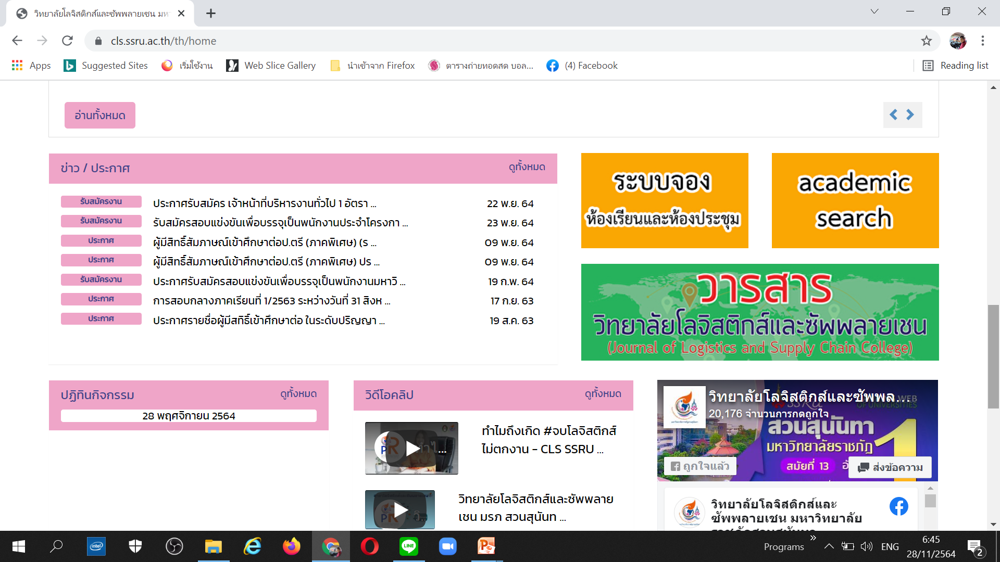 วิทยาลัยโลจิสติกส์และซัพพลายเชน มห
cls.ssru.ac.th/th/home
Apps
Suggested Sites
เริ่มใช้งาน
Web Slice Gallery
นำเข้าจาก Firefox
ตารางถ่ายทอดสด บอล...
(4) Facebook
Reading list
อ่านทั้งหมด
ข่าว / ประกาศ
ดูทั้งหมด
รับสมัครงาน ประกาศรับสมัคร เจ้าหน้าที่บริหารงานทั่วไป 1 อัตรา ... 22 พ.ย. 64
รับสมัครงาน รับสมัครสอบแข่งขันเพื่อบรรจุเป็นพนักงานประจำโครงกา ... 23 พ.ย. 64
ประกาศ ผู้มีสิทธิ์สัมภาษณ์เข้าศึกษาต่อป.ตรี (ภาคพิเศษ) (ร ... 09 พ.ย. 64
ประกาศ ผู้มีสิทธิ์สัมภาษณ์เข้าศึกษาต่อป.ตรี (ภาคพิเศษ) ปร ... 09 พ.ย. 64
รับสมัครงาน ประกาศรับสมัครสอบแข่งขันเพื่อบรรจุเป็นพนักงานมหาวิ ... 19 ก.พ. 64
ประกาศ การสอบกลางภาคเรียนที่ 1/2563 ระหว่างวันที่ 31 สิงห ... 17 ก.ย. 63
ประกาศ ประกาศรายชื่อผู้มีสทิธิ์เข้าศึกษาต่อ ในระดับปริญญา ... 19 ส.ค. 63
ระบบจอง
ห้องเรียนและห้องประชุม
academic
search
วารสาร
วิทยาลัยโลจิสติกส์และซัพพลายเชน
(Journal of Logistics and Supply Chain College)
ปฏิทินกิจกรรม
ดูทั้งหมด
28 พฤศจิกายน 2564
วิดีโอคลิป
ดูทั้งหมด
ทำไมถึงเกิด #จบโลจิสติกส์
ไม่ตกงาน - CLS SSRU ...
วิทยาลัยโลจิสติกส์และซัพพลาย
เชน มรภ สวนสุนันท ...
วิทยาลัยโลจิสติกส์และซัพพล...
20,176 จำนวนการกดถูกใจ
สวนสุนันทา
มหาวิทยาลัยราชภัฏ
1
สมัยที่ 13
ถูกใจแล้ว
ส่งข้อความ
วิทยาลัยโลจิสติกส์และ
ซัพพลายเชน มหาวิทยาลัย
ราชภัฏสวนสุนันทา
Programs
ENG
6:45
28/11/2564
2